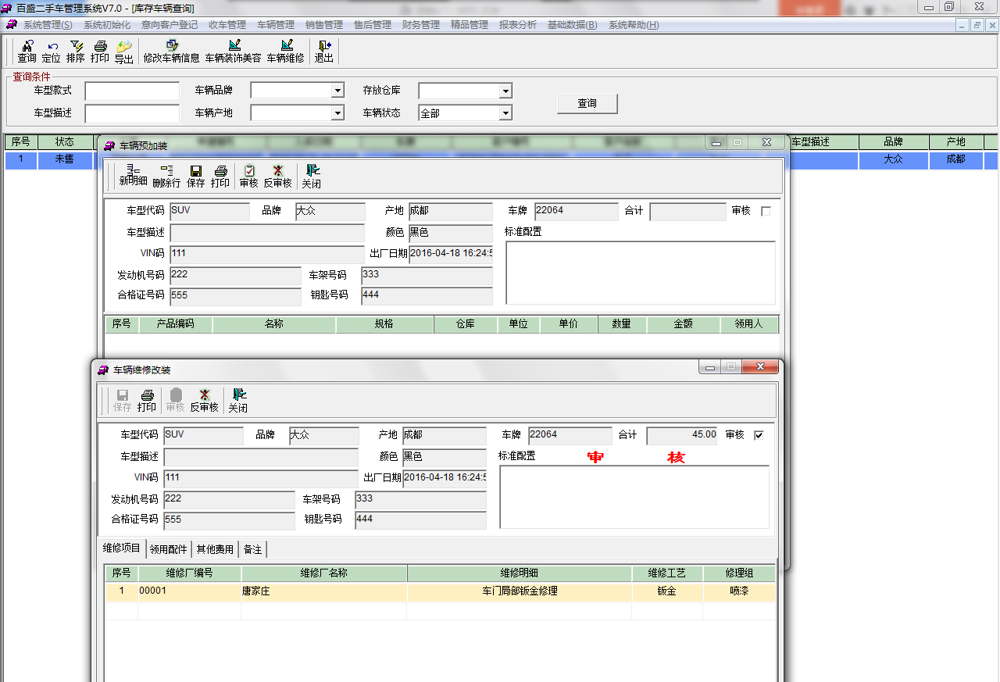 百盛二手车管理系统V7.0 - [库存车辆查询]
系统管理(S) 系统初始化 意向客户登记 收车管理 车辆管理 销售管理 售后管理 财务管理 精品管理 报表分析 基础数据(B) 系统帮助(H)
查询 定位 排序 打印 导出 修改车辆信息 车辆装饰美容 车辆维修 退出
查询条件
车型款式 车辆品牌 存放仓库
查询
车型描述 车辆产地 车辆状态 全部
序号 状态 车型描述 品牌 产地
1 未售 大众 成都
车辆预加装
新明细 删除行 保存 打印 审核 反审核 关闭
车型代码 SUV 品牌 大众 产地 成都 车牌 22064 合计 审核
车型描述 颜色 黑色 标准配置
VIN码 111 出厂日期 2016-04-18 16:24:5
发动机号码 222 车架号码 333
合格证号码 555 钥匙号码 444
序号 产品编码 名称 规格 仓库 单位 单价 数量 金额 领用人
车辆维修改装
保存 打印 审核 反审核 关闭
车型代码 SUV 品牌 大众 产地 成都 车牌 22064 合计 45.00 审核
车型描述 颜色 黑色 标准配置 审 核
VIN码 111 出厂日期 2016-04-18 16:24:5
发动机号码 222 车架号码 333
合格证号码 555 钥匙号码 444
维修项目 领用配件 其他费用 备注
序号 维修厂编号 维修厂名称 维修明细 维修工艺 修理组
1 00001 唐家庄 车门局部钣金修理 钣金 喷漆